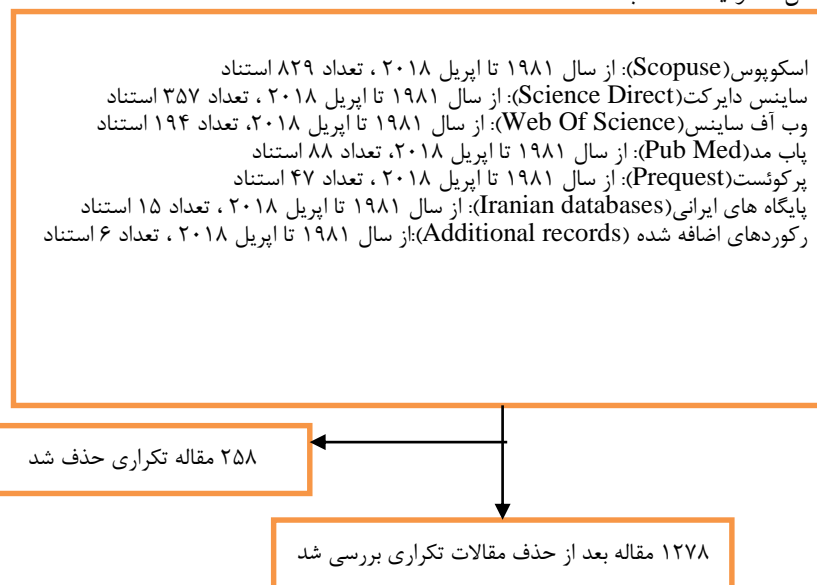 اسکوپوس(Scopuse): از سال ۱۹۸۱ تا اپریل ۲۰۱۸ ، تعداد ۸۲۹ استناد
ساینس دایرکت(Science Direct): از سال ۱۹۸۱ تا اپریل ۲۰۱۸ ، تعداد ۳۵۷ استناد
وب آف ساینس(Web Of Science): از سال ۱۹۸۱ تا اپریل ۲۰۱۸، تعداد ۱۹۴ استناد
پاب مد(Pub Med): از سال ۱۹۸۱ تا اپریل ۲۰۱۸، تعداد ۸۸ استناد
پرکوئست(Prequest): از سال ۱۹۸۱ تا اپریل ۲۰۱۸ ، تعداد ۴۷ استناد
پایگاه های ایرانی(Iranian databases): از سال ۱۹۸۱ تا اپریل ۲۰۱۸ ، تعداد ۱۵ استناد
رکوردهای اضافه شده (Additional records):از سال ۱۹۸۱ تا اپریل ۲۰۱۸ ، تعداد ۶ استناد
۲۵۸ مقاله تکراری حذف شد
۱۲۷۸ مقاله بعد از حذف مقالات تکراری بررسی شد